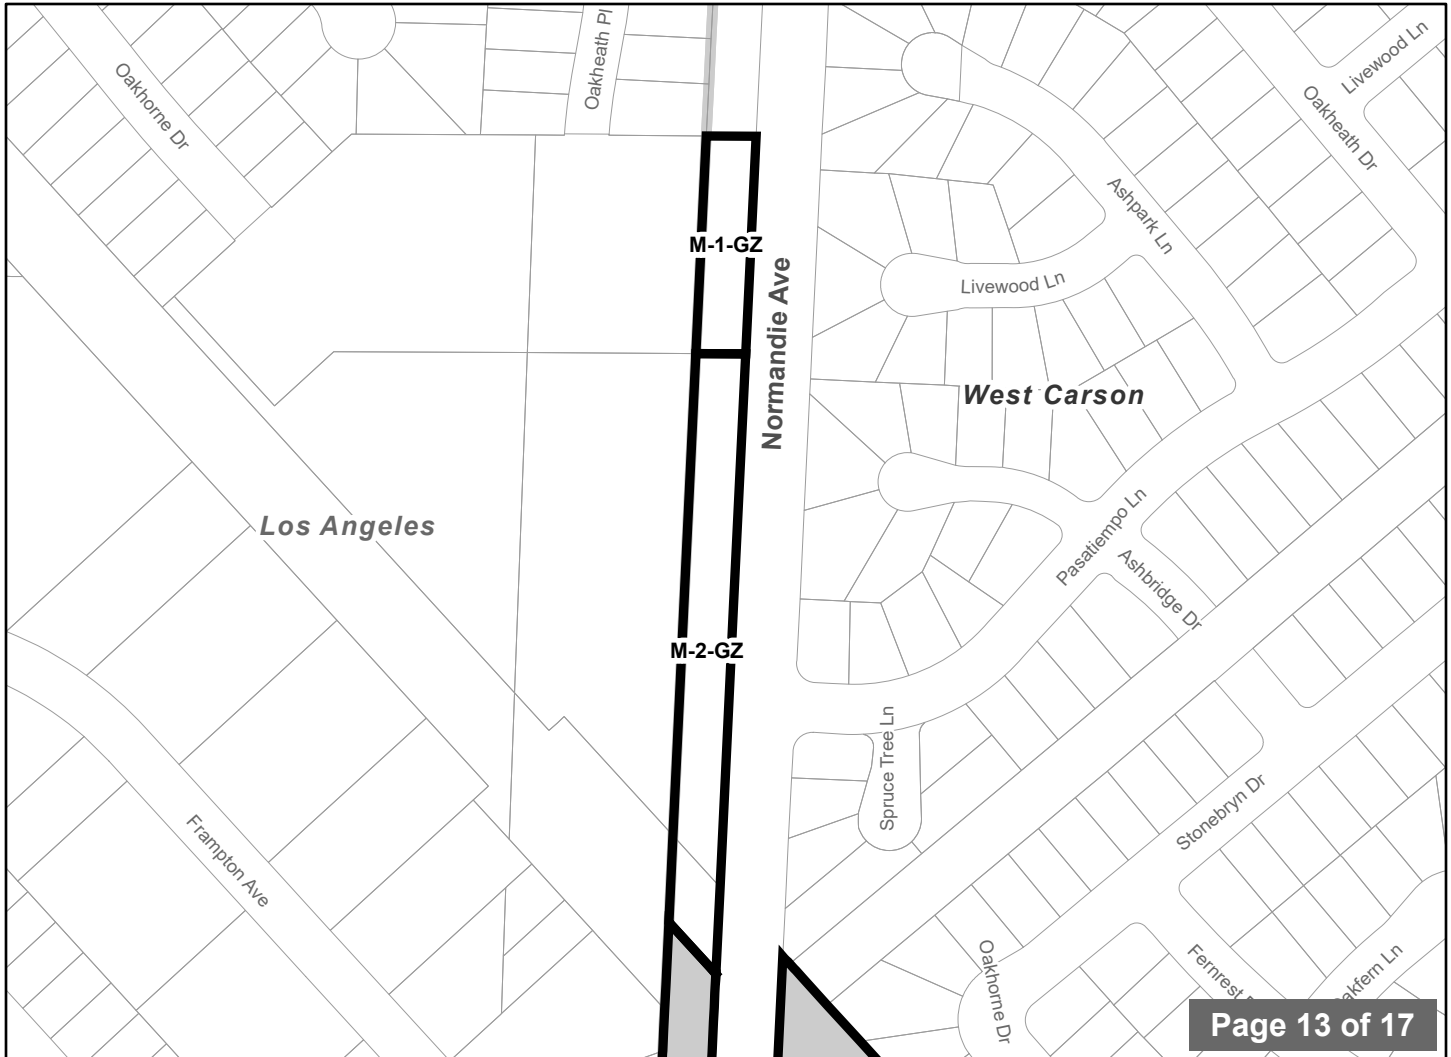 Oakheath Pl
Livewood Ln
Oakhorne Dr
Oakheath Dr
Ashpark Ln
M-1-GZ
Normandie Ave
Livewood Ln
West Carson
Los Angeles
Pasatiempo Ln
Ashbridge Dr
M-2-GZ
Spruce Tree Ln
Stonebryn Dr
Frampton Ave
Oakhorne Dr
Fernrest
akfern Ln
Page 13 of 17